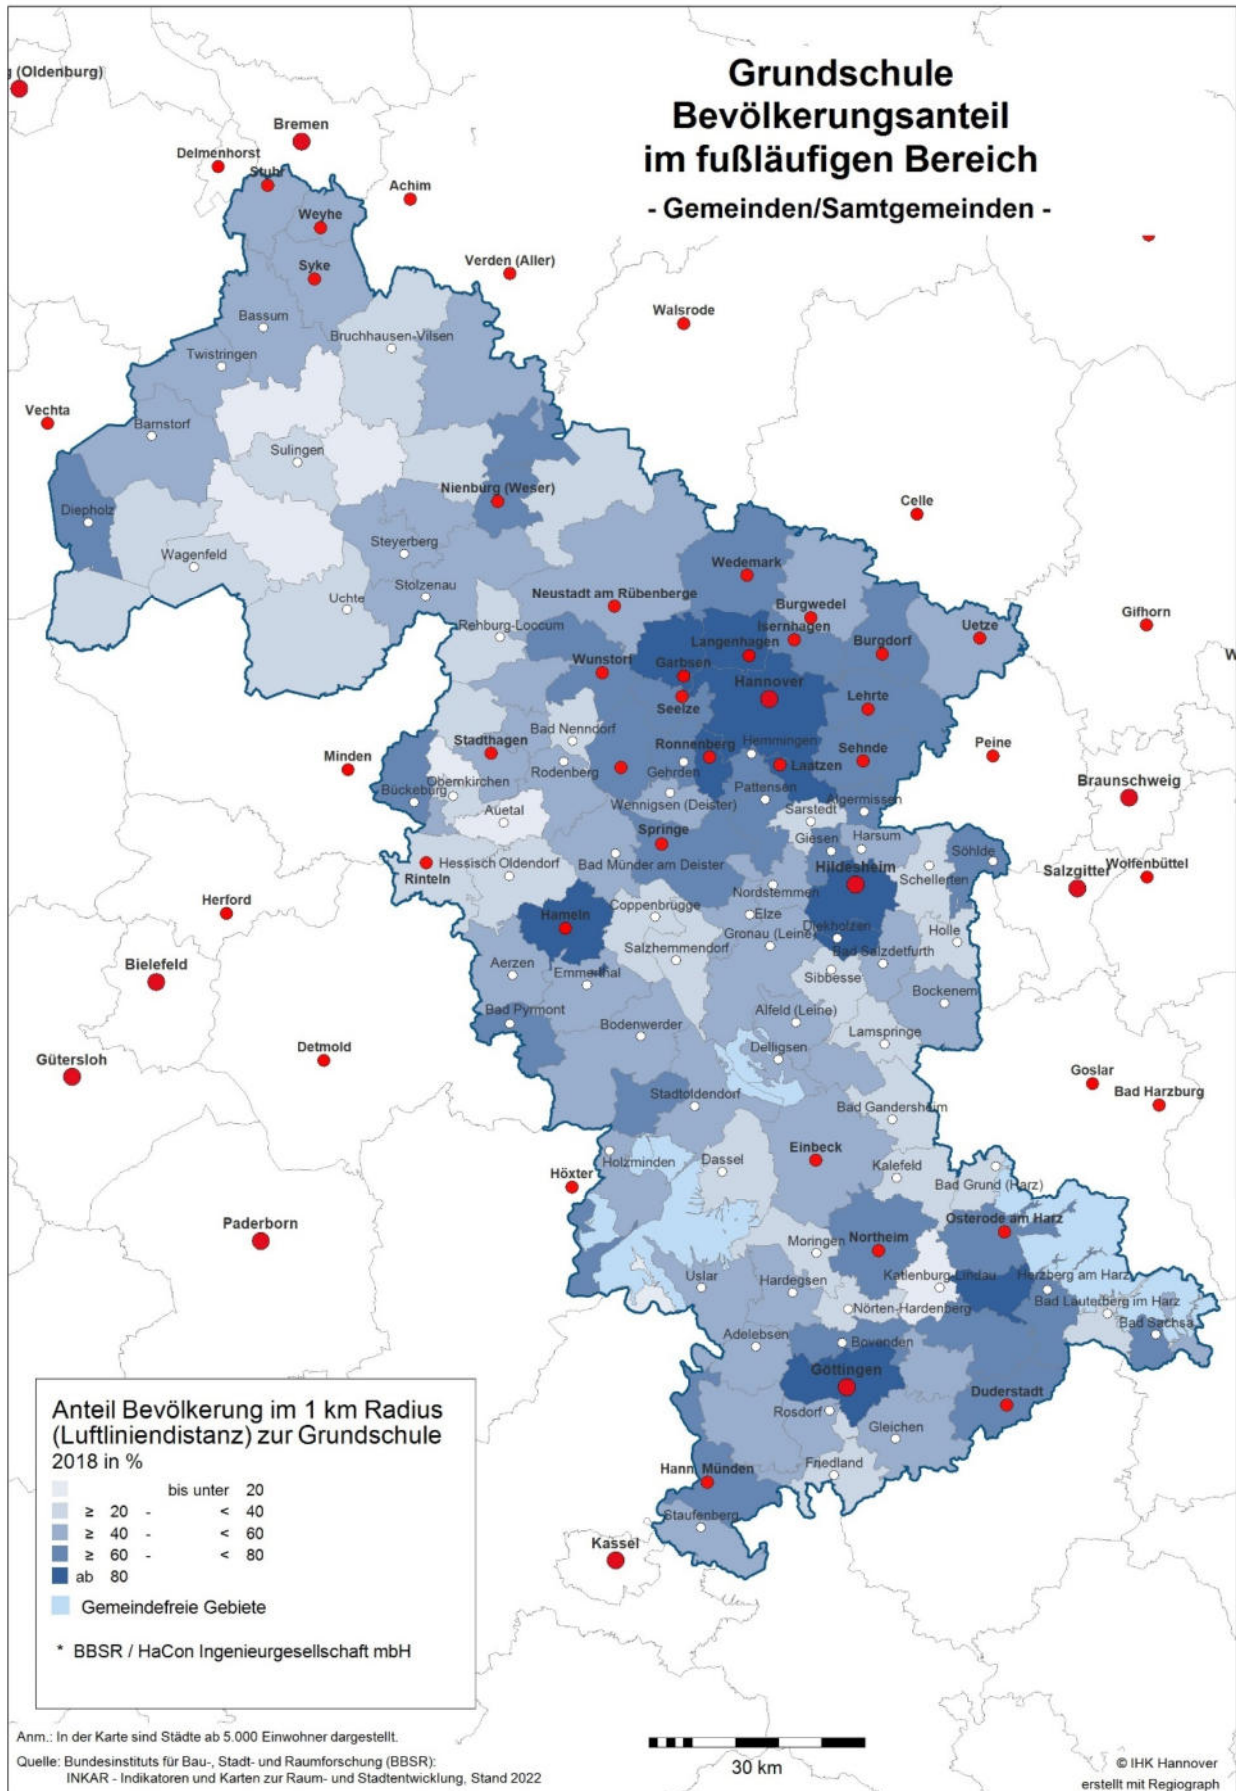 Grundschule
Bevölkerungsanteil
im fußläufigen Bereich
- Gemeinden/Samtgemeinden -
g (Oldenburg)
Bremen
Delmenhorst
Stuhr
Achim
Weyhe
Syke
Verden (Aller)
Walsrode
Bassum
Bruchhausen-Vilsen
Twistringen
Vechta
Barnstorf
Sulingen
Nienburg (Weser)
Celle
Diepholz
Steyerberg
Wagenfeld
Wedemark
Stolzenau
Uchte
Neustadt am Rübenberge
Burgwedel
Gifhorn
Rehburg-Loccum
Isernhagen
Uetze
Langenhagen
Burgdorf
Wunstorf
Garbsen
W
Hannover
Seelze
Lehrte
Bad Nenndorf
Stadthagen
Ronnenberg
Hemmingen
Sehnde
Peine
Minden
Rodenberg
Gehrden
Laatzen
Obernkirchen
Braunschweig
Bückeburg
Pattensen
Wennigsen (Deister)
Algermissen
Auetal
Sarstedt
Springe
Giesen
Harsum
Söhlde
Hessisch Oldendorf
Bad Münder am Deister
Hildesheim
Schellerten
Salzgitter
Wolfenbüttel
Rinteln
Nordstemmen
Herford
Hameln
Coppenbrügge
Elze
Diekholzen
Holle
Gronau (Leine)
Bielefeld
Salzhemmendorf
Bad Salzdetfurth
Aerzen
Emmerthal
Sibbesse
Bockenem
Bad Pyrmont
Alfeld (Leine)
Bodenwerder
Lamspringe
Detmold
Delligsen
Gütersloh
Goslar
Bad Harzburg
Stadtoldendorf
Bad Gandersheim
Einbeck
Holzminden
Dassel
Kalefeld
Höxter
Bad Grund (Harz)
Paderborn
Osterode am Harz
Moringen
Northeim
Uslar
Hardegsen
Katlenburg-Lindau
Herzberg am Harz
Bad Lauterberg im Harz
Nörten-Hardenberg
Bad Sachsa
Adelebsen
Bovenden
Göttingen
Duderstadt
Rosdorf
Gleichen
Hann. Münden
Friedland
Staufenberg
Kassel
Anteil Bevölkerung im 1 km Radius
(Luftliniendistanz) zur Grundschule
2018 in %
bis unter 20
≥ 20 - < 40
≥ 40 - < 60
≥ 60 - < 80
ab 80
Gemeindefreie Gebiete
* BBSR / HaCon Ingenieurgesellschaft mbH
Anm.: In der Karte sind Städte ab 5.000 Einwohner dargestellt.
Quelle: Bundesinstituts für Bau-, Stadt- und Raumforschung (BBSR):
INKAR - Indikatoren und Karten zur Raum- und Stadtentwicklung, Stand 2022
30 km
© IHK Hannover
erstellt mit Regiograph